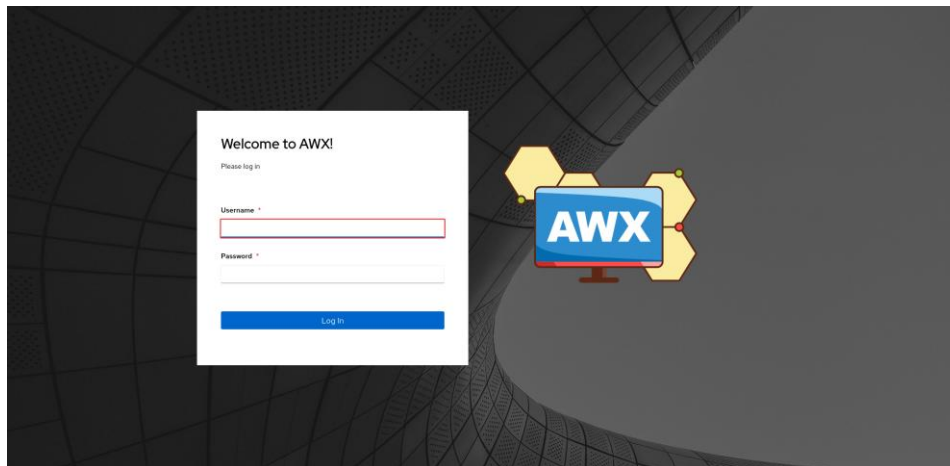 Welcome to AWX!
Please log in
Username *
Password *
Log In
AWX